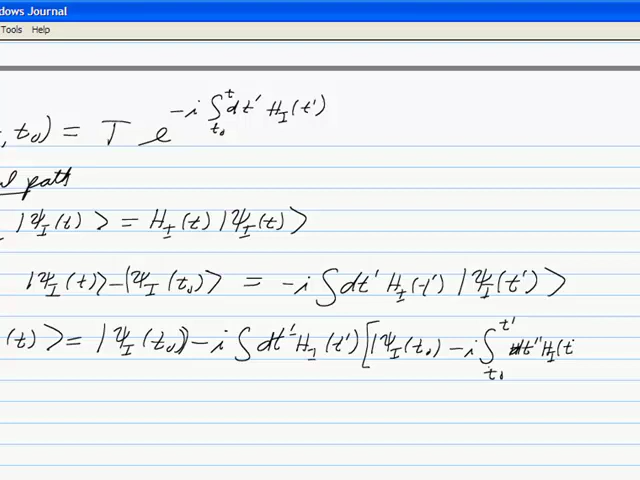 dows Journal
Tools Help
, t₀) = T e^{-i ∫_{t₀}^{t} dt' H_I(t')}
l path
|Ψ_I(t)> = H_I(t) |Ψ_I(t)>
|Ψ_I(t)> - |Ψ_I(t₀)> = -i ∫ dt' H_I(t') |Ψ_I(t')>
(t)> = |Ψ_I(t₀)> - i ∫ dt' H_I(t') [|Ψ_I(t₀) - i ∫_{t₀}^{t'} dt'' H_I(t